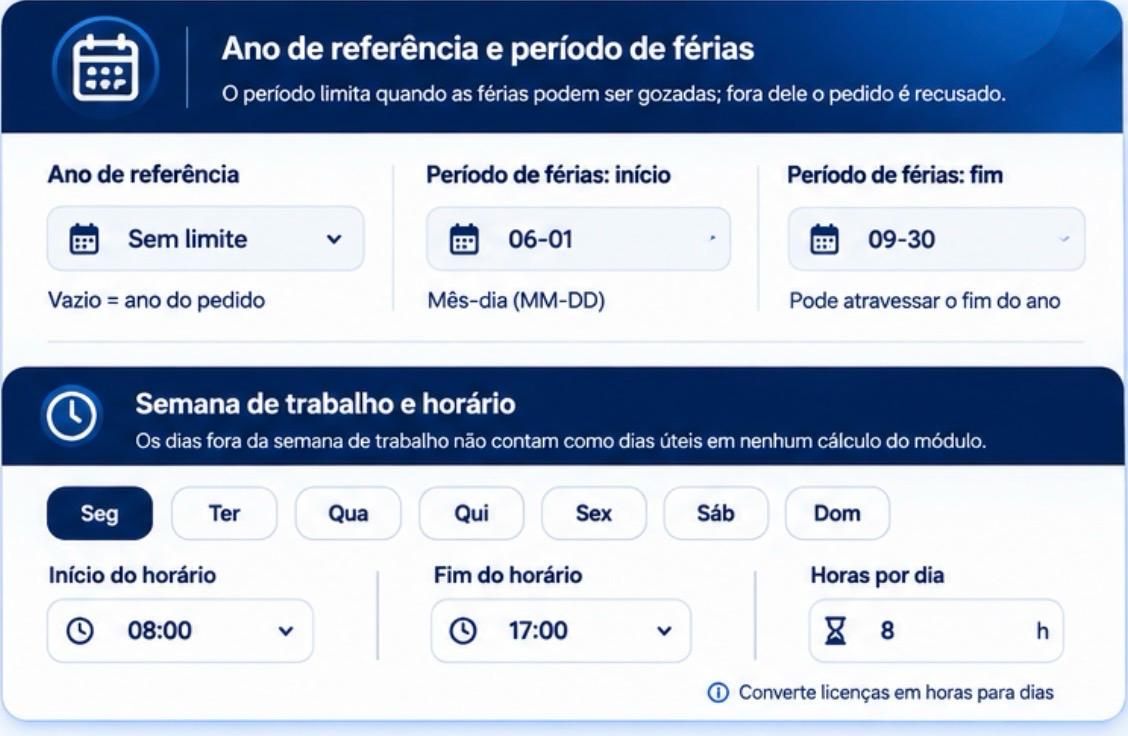 Ano de referência e período de férias
O período limita quando as férias podem ser gozadas; fora dele o pedido é recusado.
Ano de referência
Período de férias: início
Período de férias: fim
Sem limite
06-01
09-30
Vazio = ano do pedido
Mês-dia (MM-DD)
Pode atravessar o fim do ano
Semana de trabalho e horário
Os dias fora da semana de trabalho não contam como dias úteis em nenhum cálculo do módulo.
Seg
Ter
Qua
Qui
Sex
Sáb
Dom
Início do horário
Fim do horário
Horas por dia
08:00
17:00
8 h
Converte licenças em horas para dias